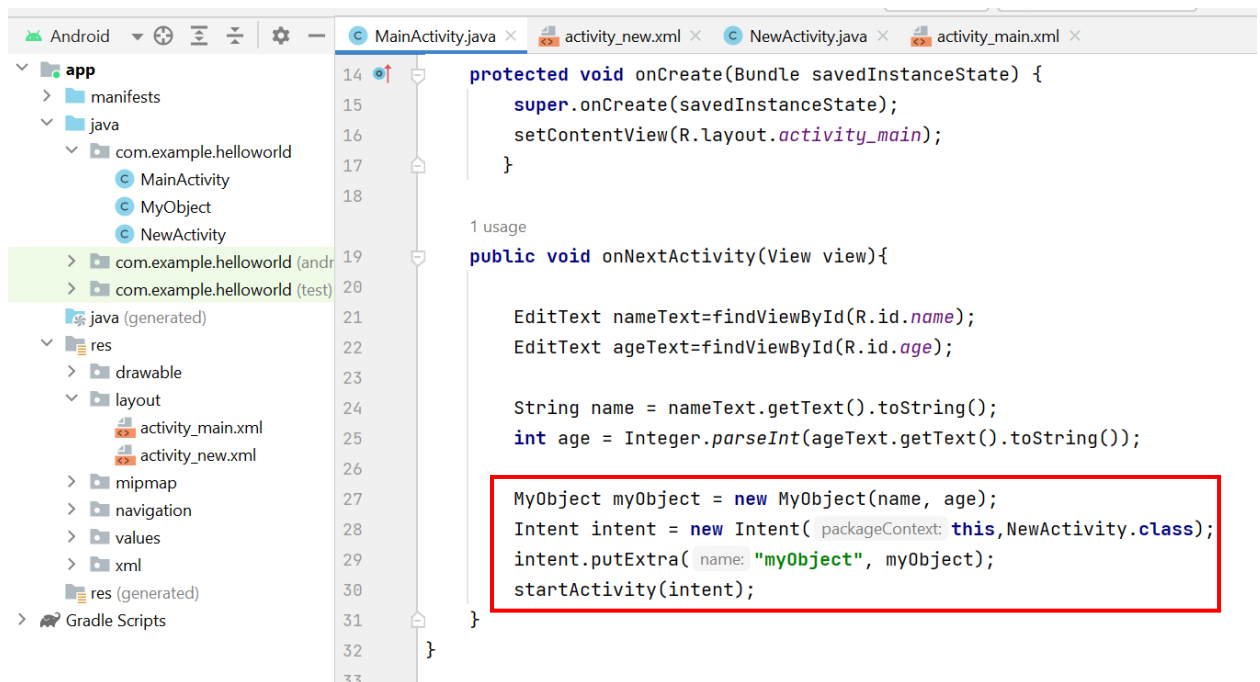 Android
MainActivity.java
activity_new.xml
NewActivity.java
activity_main.xml
app
manifests
java
com.example.helloworld
MainActivity
MyObject
NewActivity
com.example.helloworld (andr
com.example.helloworld (test)
java (generated)
res
drawable
layout
activity_main.xml
activity_new.xml
mipmap
navigation
values
xml
res (generated)
Gradle Scripts
14 protected void onCreate(Bundle savedInstanceState) {
15 super.onCreate(savedInstanceState);
16 setContentView(R.layout.activity_main);
17 }
18
1 usage
19 public void onNextActivity(View view){
20
21 EditText nameText=findViewById(R.id.name);
22 EditText ageText=findViewById(R.id.age);
23
24 String name = nameText.getText().toString();
25 int age = Integer.parseInt(ageText.getText().toString());
26
27 MyObject myObject = new MyObject(name, age);
28 Intent intent = new Intent( packageContext: this,NewActivity.class);
29 intent.putExtra( name: "myObject", myObject);
30 startActivity(intent);
31 }
32 }
33